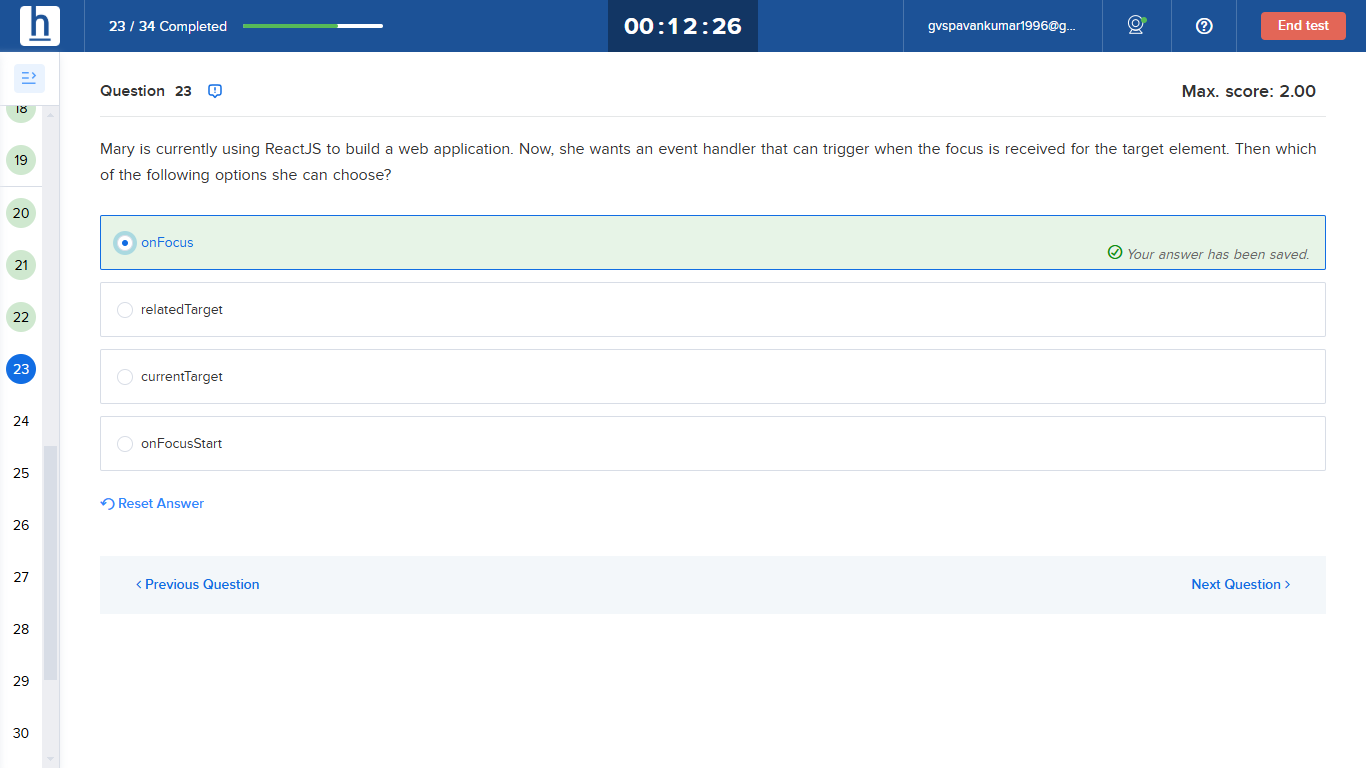 h
23 / 34 Completed
00:12:26
gvspavankumar1996@g...
End test
18
19
20
21
22
23
24
25
26
27
28
29
30
Question 23
Max. score: 2.00
Mary is currently using ReactJS to build a web application. Now, she wants an event handler that can trigger when the focus is received for the target element. Then which
of the following options she can choose?
onFocus
Your answer has been saved.
relatedTarget
currentTarget
onFocusStart
Reset Answer
< Previous Question
Next Question >